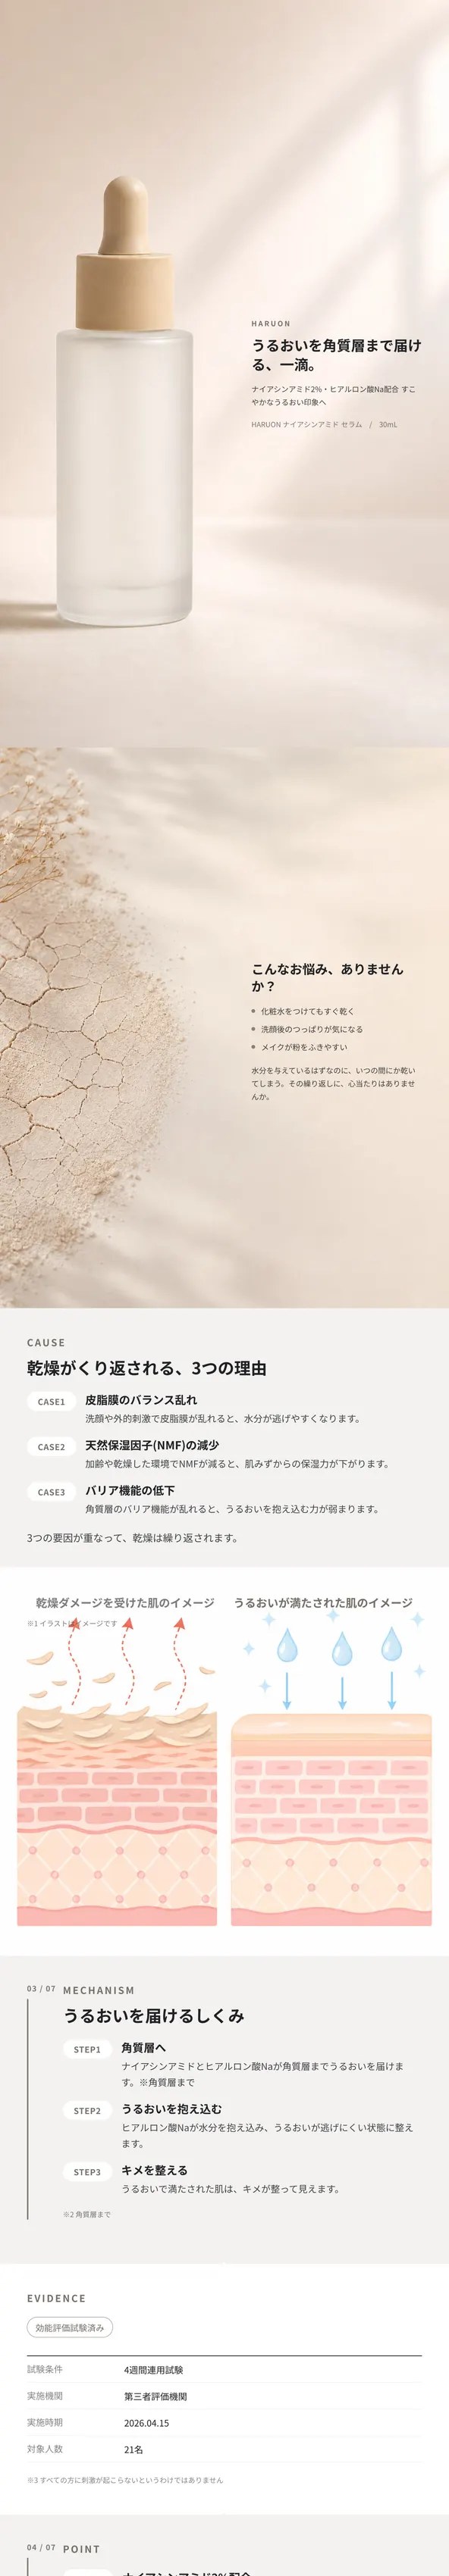 HARUON
うるおいを角質層まで届け
る、一滴。
ナイアシンアミド2%・ヒアルロン酸Na配合 すこ
やかなうるおい印象へ
HARUON ナイアシンアミド セラム / 30mL
こんなお悩み、ありません
か？
化粧水をつけてもすぐ乾く
洗顔後のつっぱりが気になる
メイクが粉をふきやすい
水分を与えているはずなのに、いつの間にか乾い
てしまう。その繰り返しに、心当たりはありませ
んか。
CAUSE
乾燥がくり返される、3つの理由
CASE1 皮脂膜のバランス乱れ
洗顔や外的刺激で皮脂膜が乱れると、水分が逃げやすくなります。
CASE2 天然保湿因子(NMF)の減少
加齢や乾燥した環境でNMFが減ると、肌みずからの保湿力が下がります。
CASE3 バリア機能の低下
角質層のバリア機能が乱れると、うるおいを抱え込む力が弱まります。
3つの要因が重なって、乾燥は繰り返されます。
乾燥ダメージを受けた肌のイメージ うるおいが満たされた肌のイメージ
※1 イラストはイメージです
03 / 07 MECHANISM
うるおいを届けるしくみ
STEP1 角質層へ
ナイアシンアミドとヒアルロン酸Naが角質層までうるおいを届けま
す。※角質層まで
STEP2 うるおいを抱え込む
ヒアルロン酸Naが水分を抱え込み、うるおいが逃げにくい状態に整え
ます。
STEP3 キメを整える
うるおいで満たされた肌は、キメが整って見えます。
※2 角質層まで
EVIDENCE
効能評価試験済み
試験条件 4週間連用試験
実施機関 第三者評価機関
実施時期 2026.04.15
対象人数 21名
※3 すべての方に刺激が起こらないというわけではありません
04 / 07 POINT